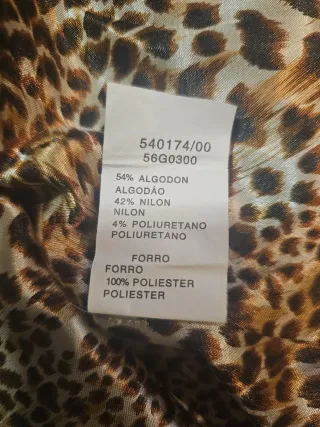 540174/00
56G0300
54% ALGODON
ALGODÃO
42% NILON
NILON
4% POLIURETANO
POLIURETANO
FORRO
FORRO
100% POLIESTER
POLIESTER